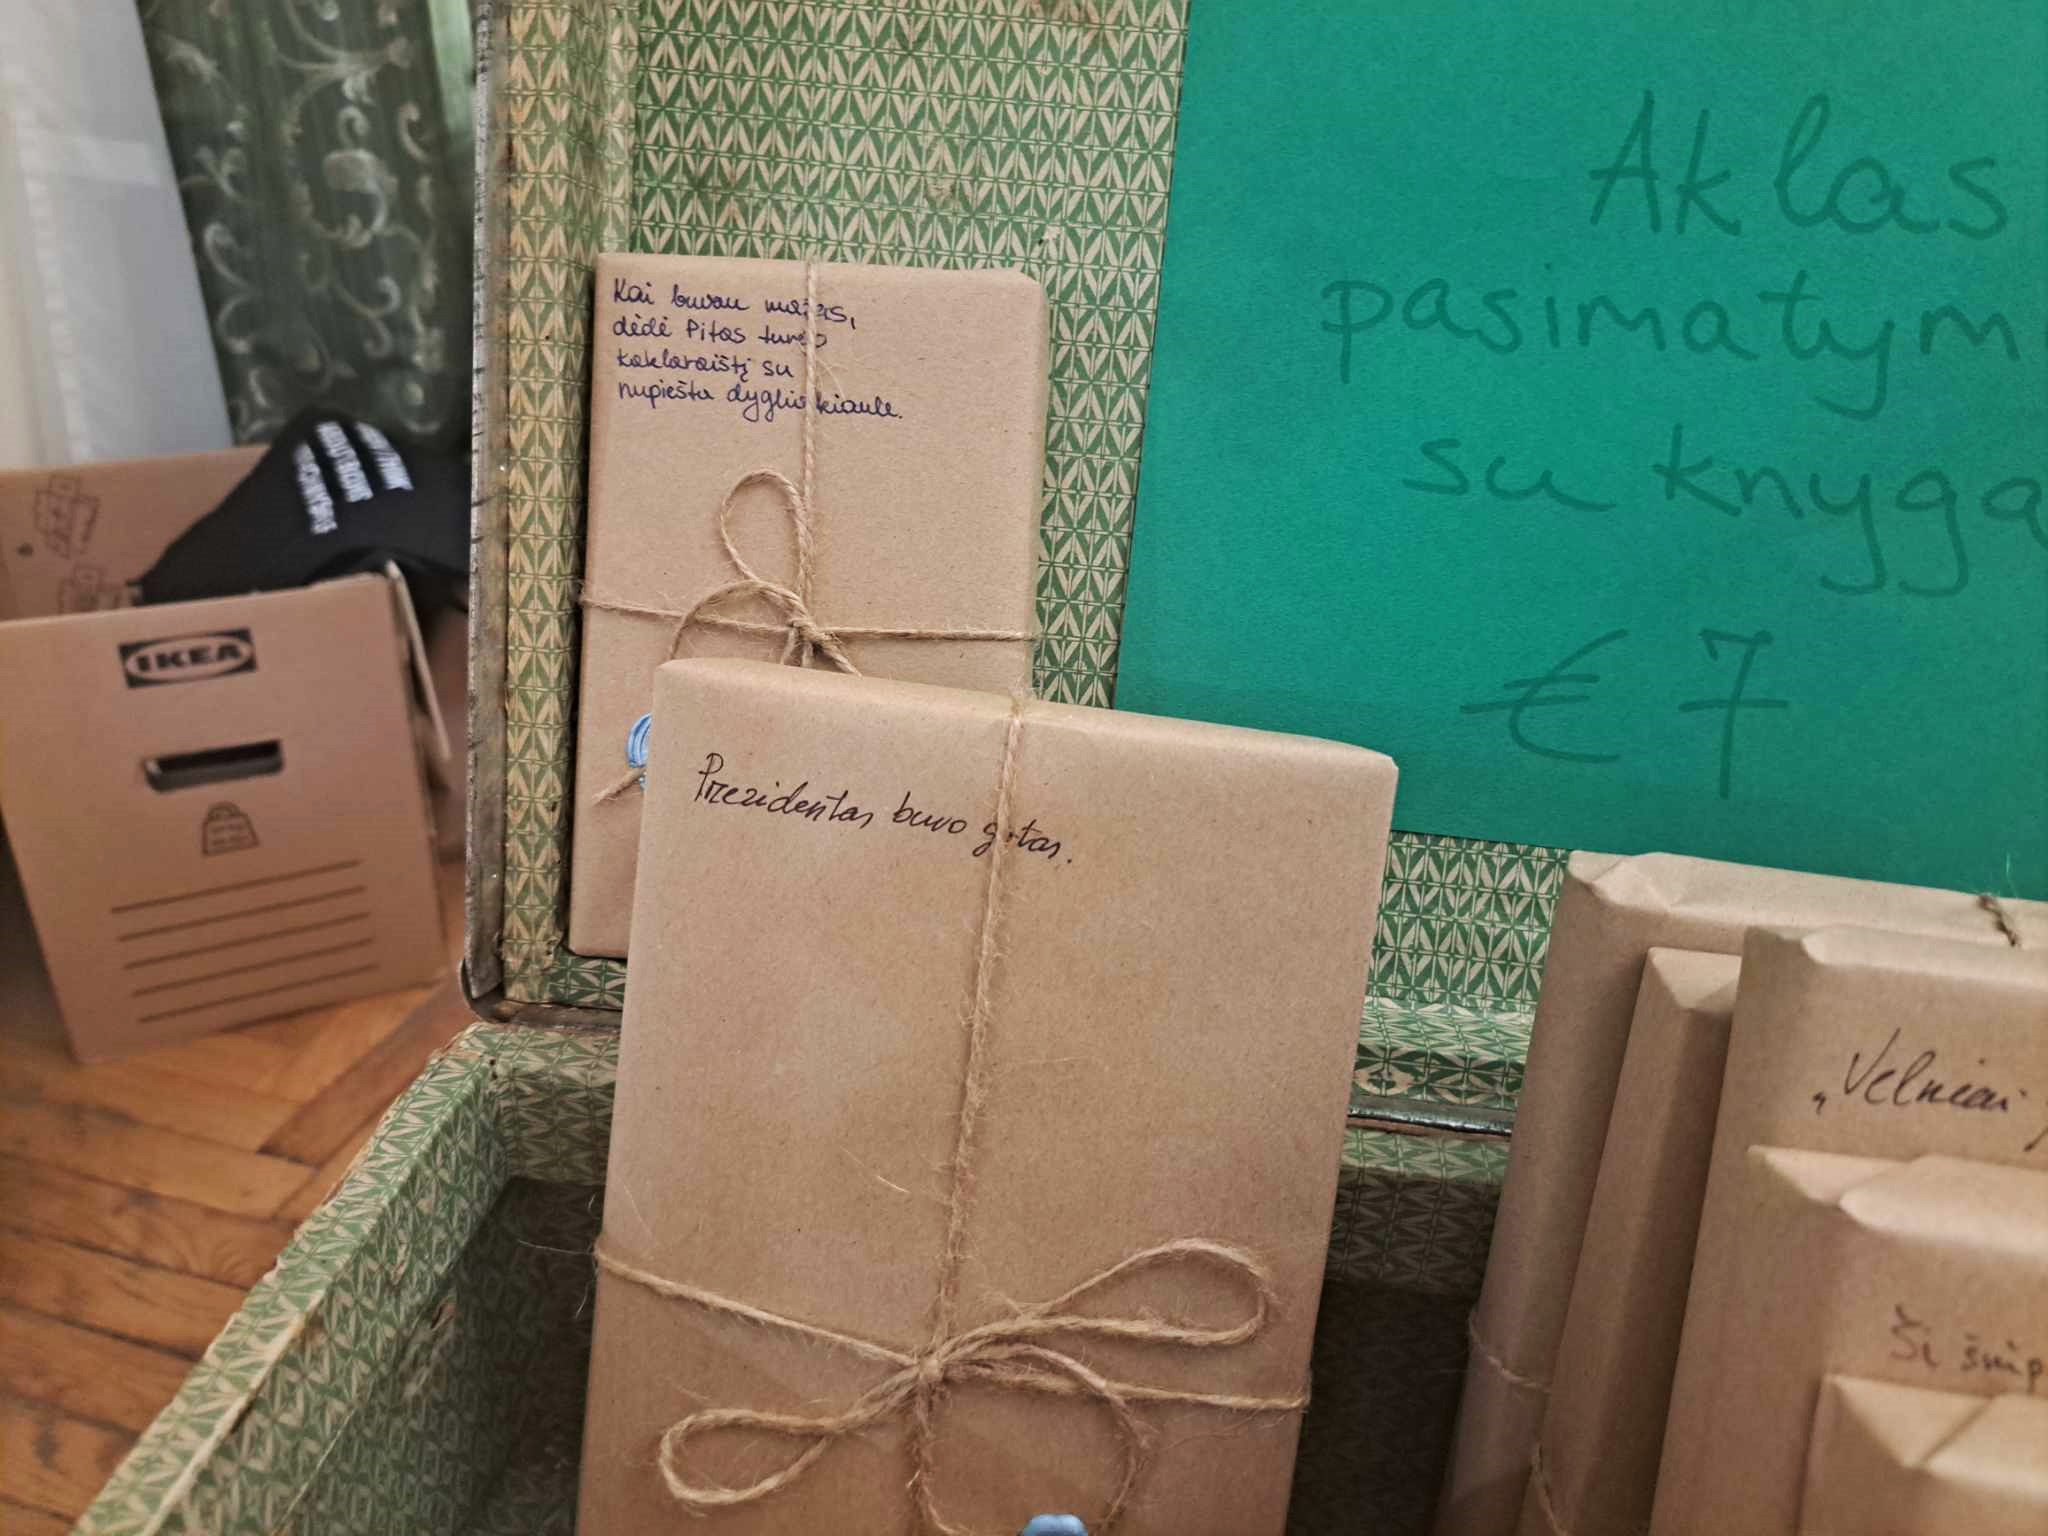 Aklas
pasimatym
su knyga
€7
Kai buvau mažas,
dėdė Pitas turėjo
kaklaraištį su
nupiešta dygliakiaule.
Prezidentas buvo girtas.
„Velniai
Ši šnip
IKEA